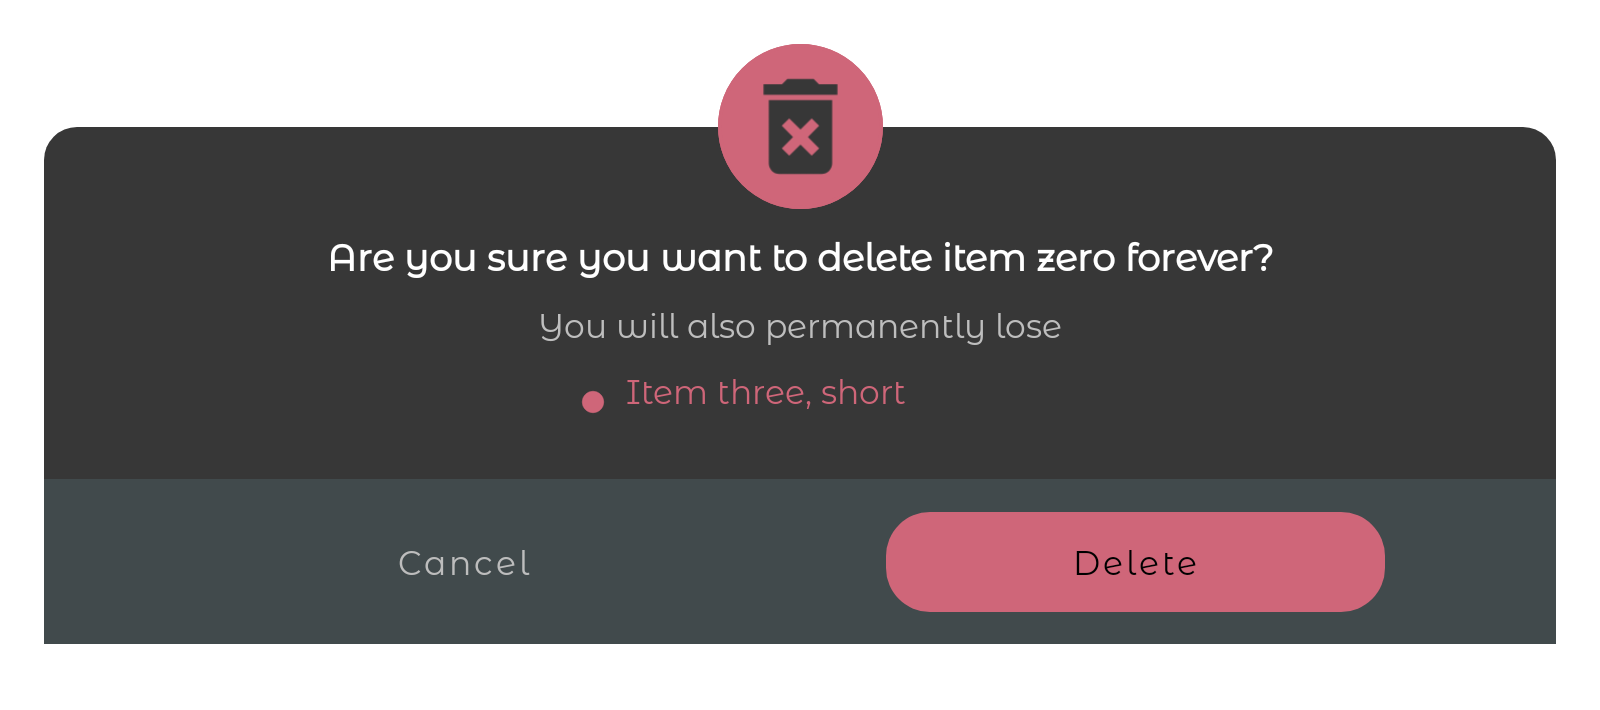 Are you sure you want to delete item zero forever?
You will also permanently lose
Item three, short
Cancel
Delete